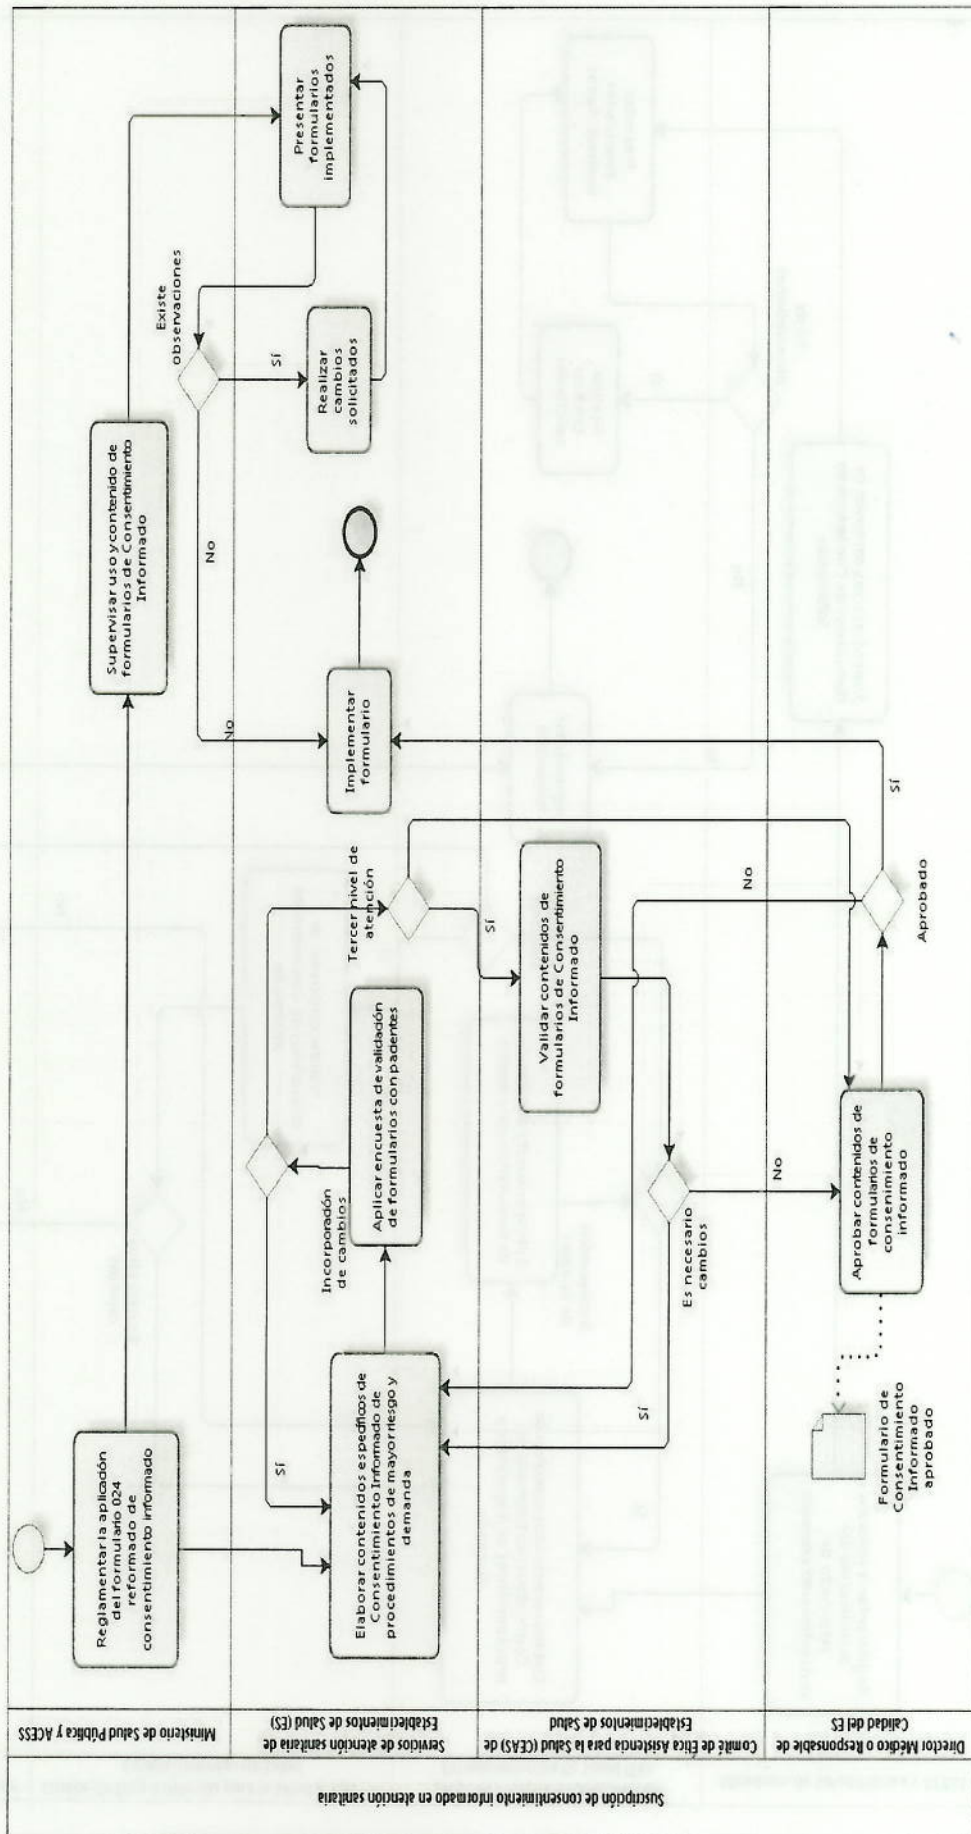 Suscripción de consentimiento informado en atención sanitaria
Ministerio de Salud Pública y ACESS
Reglamentar la aplicación
del formulario 024
reformado de
consentimiento informado
Supervisar uso y contenido de
formularios de Consentimiento
Informado
Existe
observaciones
No
No
Sí
Servicios de atención sanitaria de
Establecimientos de Salud (ES)
Elaborar contenidos específicos de
Consentimiento Informado de
procedimientos de mayor riesgo y
demanda
Sí
Incorporación
de cambios
Aplicar encuesta de validación
de formularios con pacientes
Tercer nivel de
atención
Implementar
formulario
Realizar
cambios
solicitados
Presentar
formularios
implementados
Comité de Ética Asistencia para la Salud (CEAS) de
Establecimientos de Salud
Sí
Validar contenidos de
formularios de Consentimiento
Informado
Es necesario
cambios
Sí
No
No
Director Médico o Responsable de
Calidad del ES
Aprobar contenidos de
formularios de
consenimiento
informado
Formulario de
Consentimiento
Informado
aprobado
Aprobado
Sí